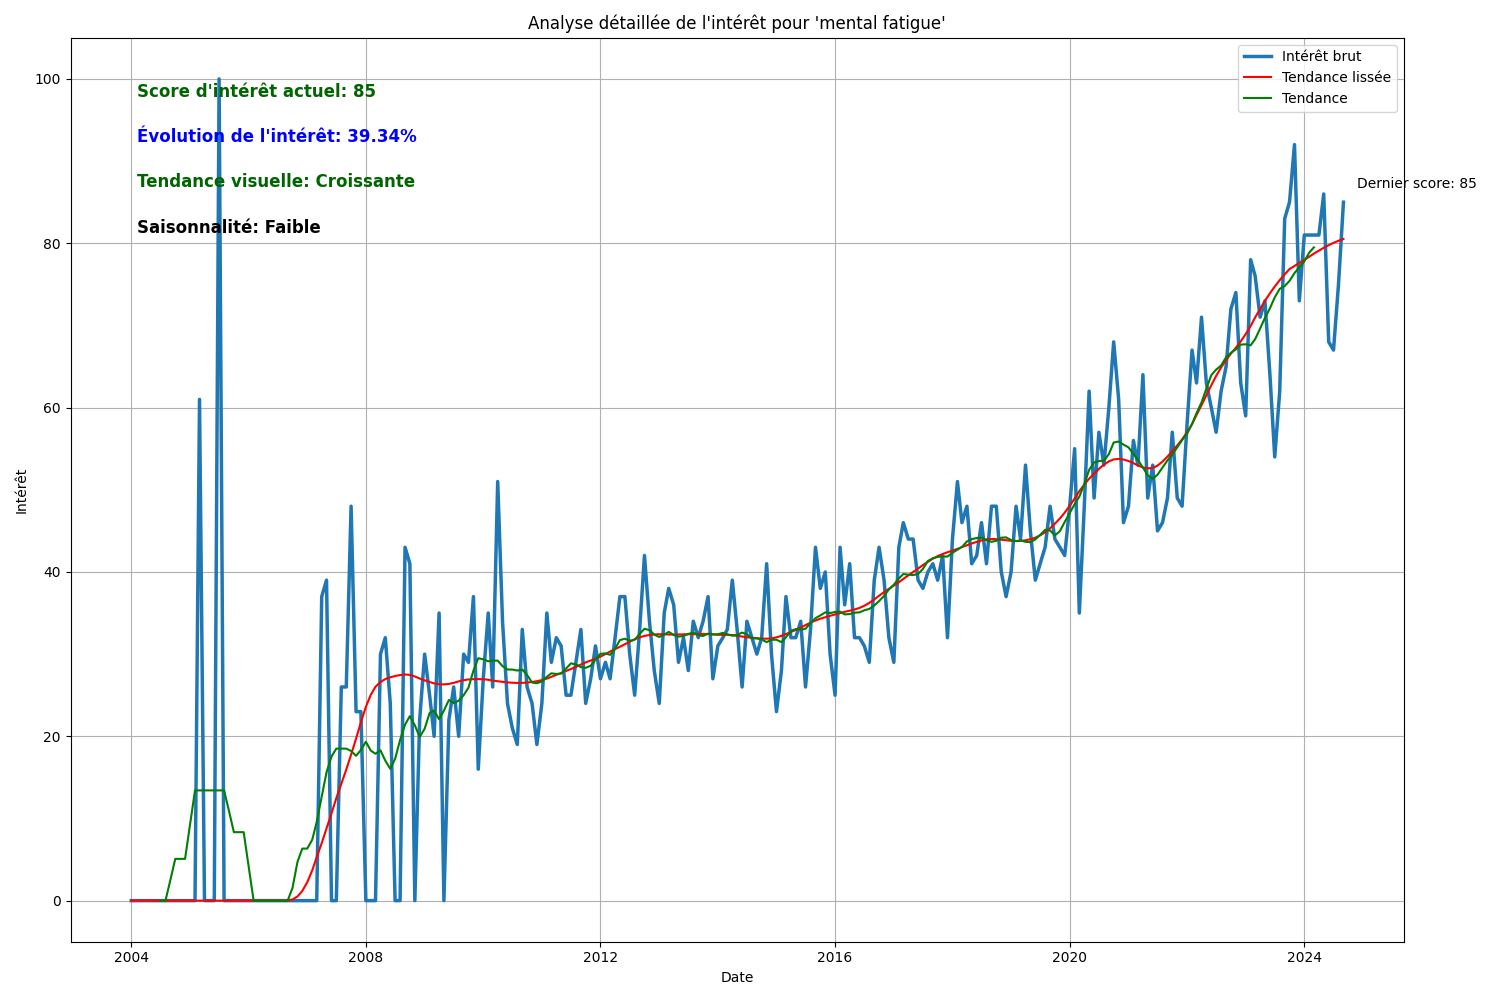 Analyse détaillée de l'intérêt pour 'mental fatigue'
Intérêt brut
Tendance lissée
Tendance
Score d'intérêt actuel: 85
Évolution de l'intérêt: 39.34%
Tendance visuelle: Croissante
Saisonnalité: Faible
Dernier score: 85
Intérêt
100
80
60
40
20
0
2004
2008
2012
2016
2020
2024
Date